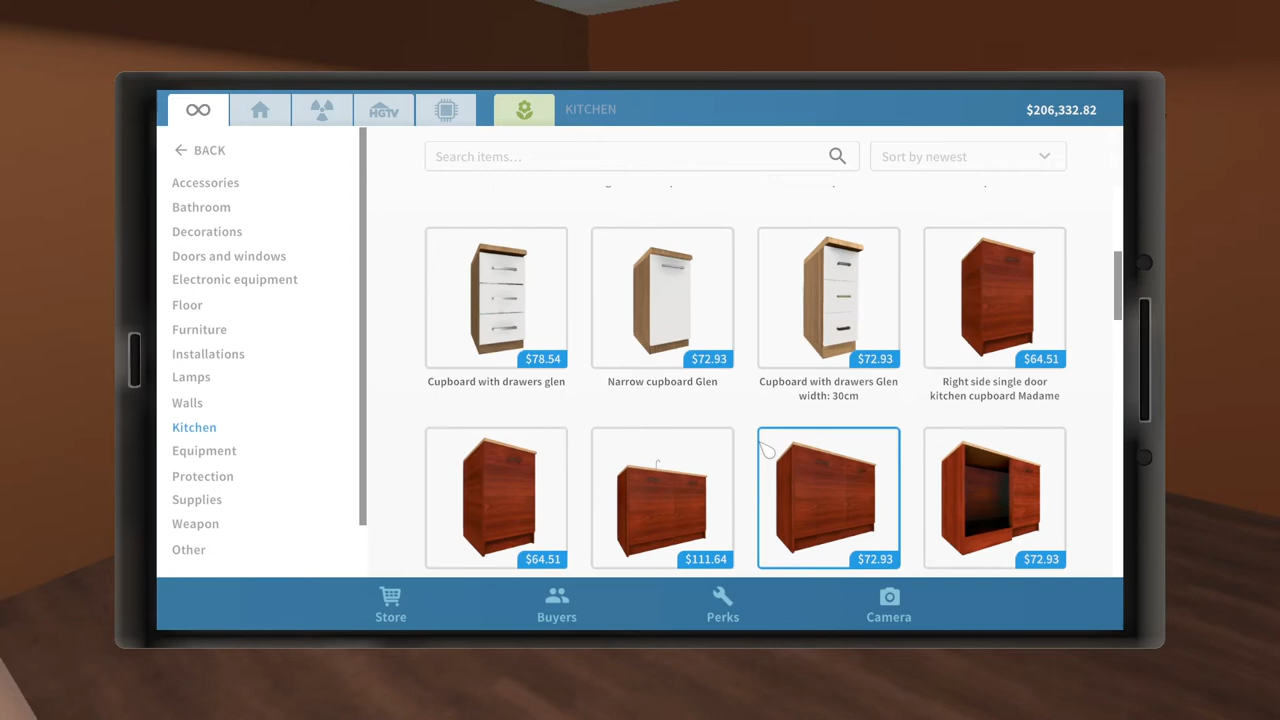 HGTV
KITCHEN
$206,332.82
BACK
Search items...
Sort by newest
Accessories
Bathroom
Decorations
Doors and windows
Electronic equipment
Floor
Furniture
Installations
Lamps
Walls
Kitchen
Equipment
Protection
Supplies
Weapon
Other
$78.54
$72.93
$72.93
$64.51
Cupboard with drawers glen
Narrow cupboard Glen
Cupboard with drawers Glen
width: 30cm
Right side single door
kitchen cupboard Madame
$64.51
$111.64
$72.93
$72.93
Store
Buyers
Perks
Camera